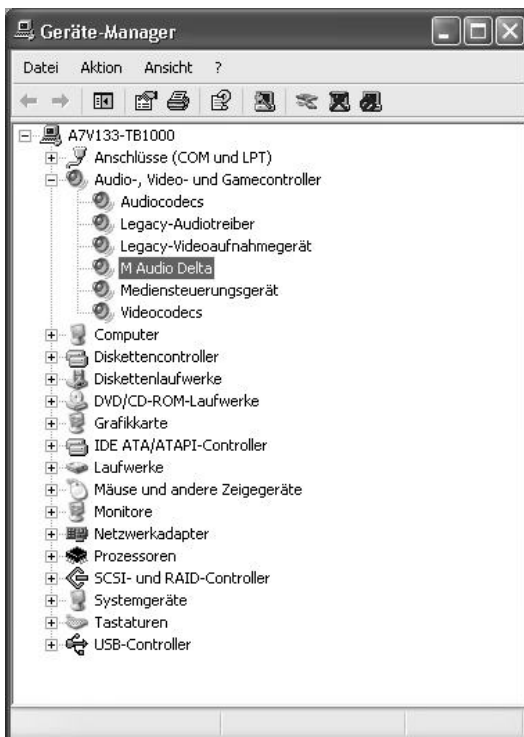 Geräte-Manager
Datei Aktion Ansicht ?
A7V133-TB1000
Anschlüsse (COM und LPT)
Audio-, Video- und Gamecontroller
Audiocodecs
Legacy-Audiotreiber
Legacy-Videoaufnahmegerät
M Audio Delta
Mediensteuerungsgerät
Videocodecs
Computer
Diskettencontroller
Diskettenlaufwerke
DVD/CD-ROM-Laufwerke
Grafikkarte
IDE ATA/ATAPI-Controller
Laufwerke
Mäuse und andere Zeigegeräte
Monitore
Netzwerkadapter
Prozessoren
SCSI- und RAID-Controller
Systemgeräte
Tastaturen
USB-Controller